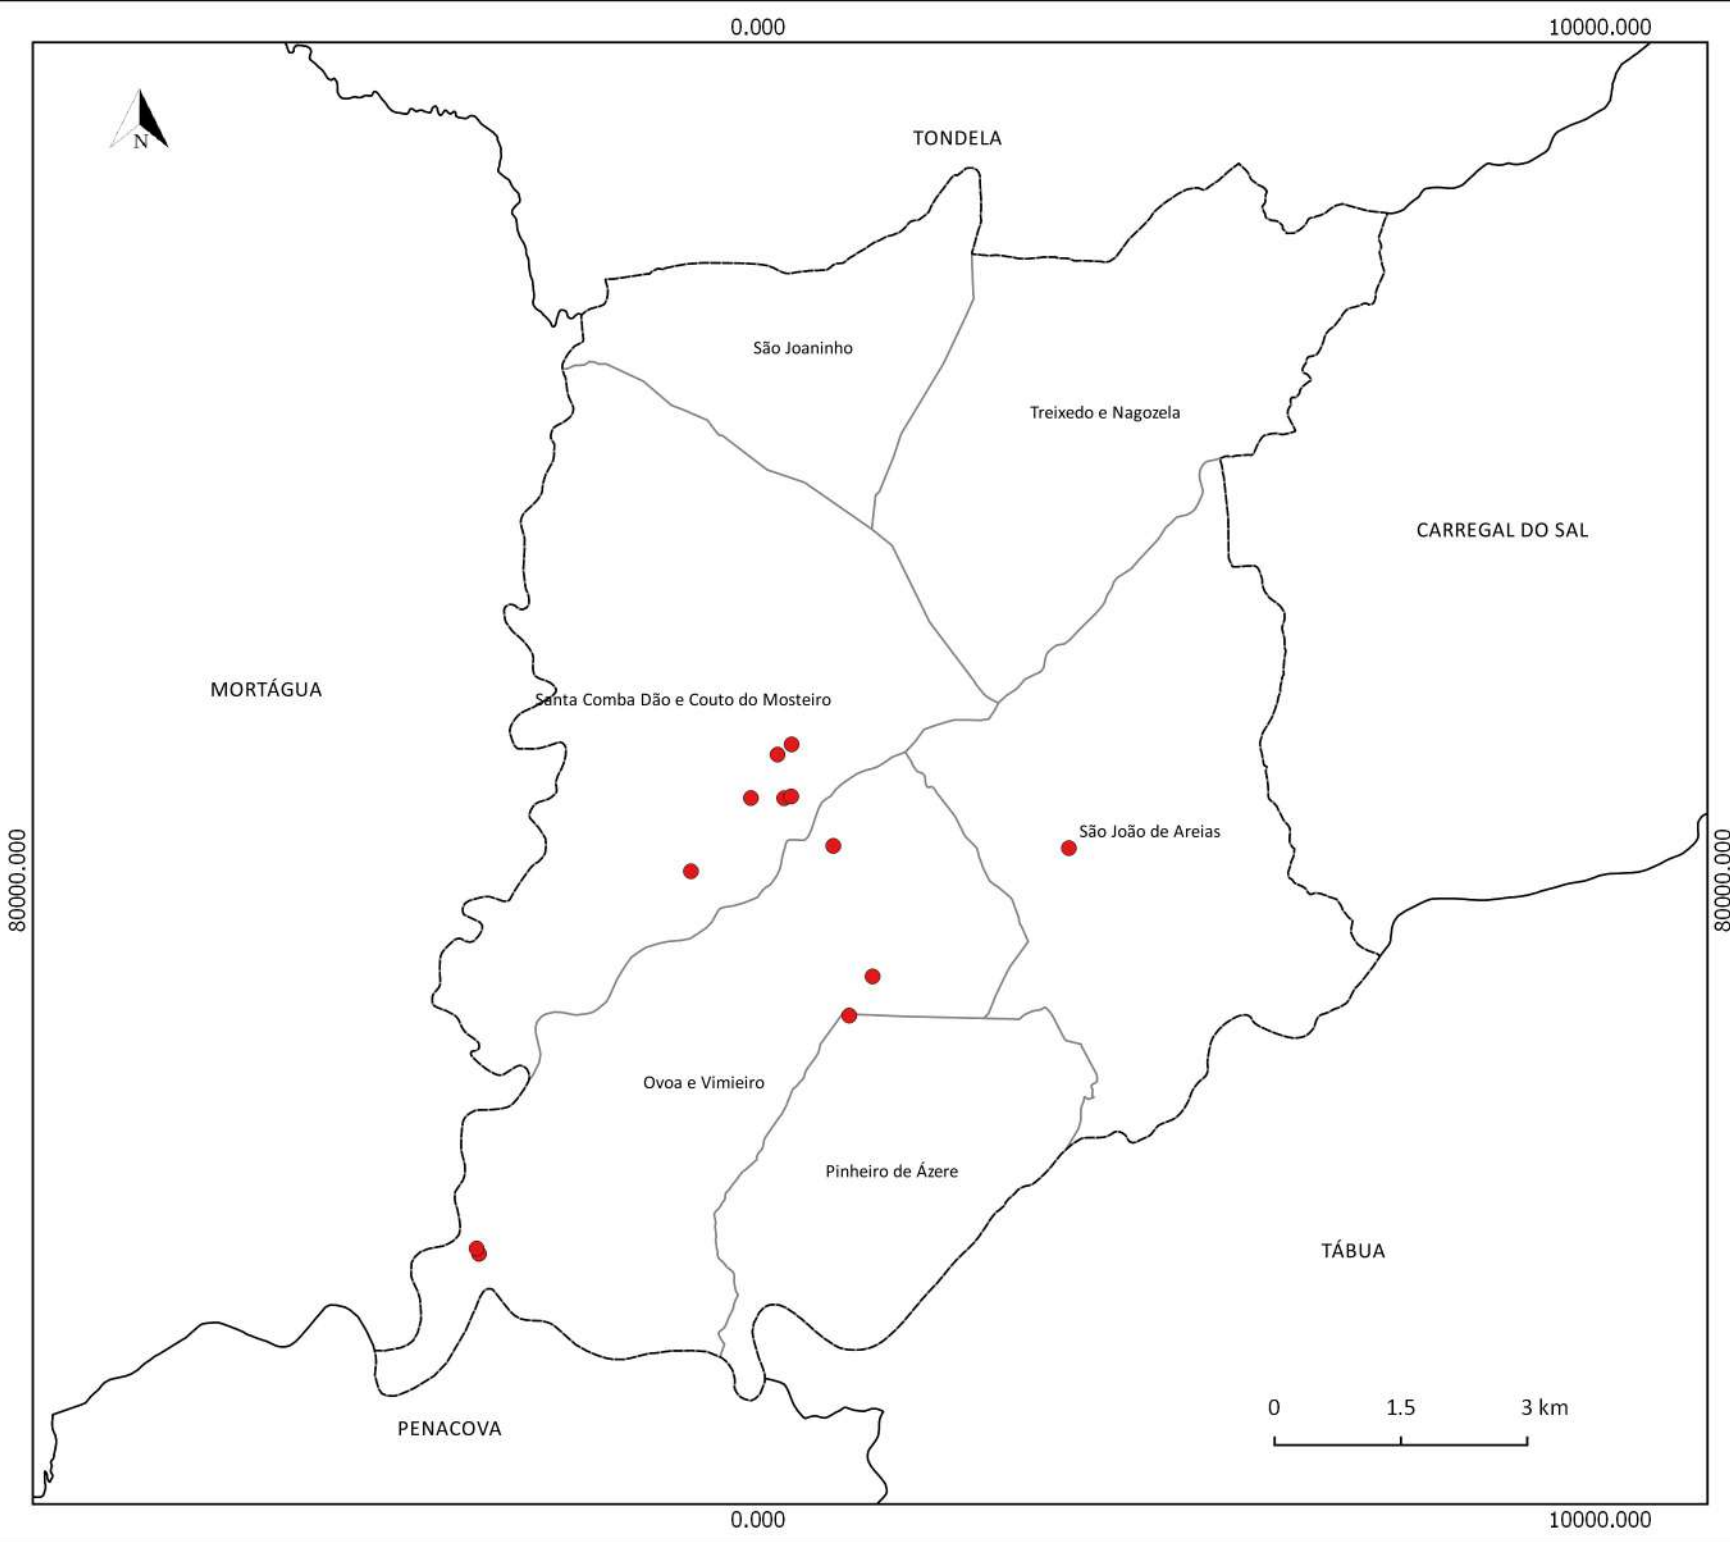 0.000
10000.000
N
TONDELA
São Joaninho
Treixedo e Nagozela
CARREGAL DO SAL
MORTÁGUA
Santa Comba Dão e Couto do Mosteiro
São João de Areias
80000.000
80000.000
Ovoa e Vimieiro
Pinheiro de Ázere
TÁBUA
0
1.5
3 km
PENACOVA
0.000
10000.000